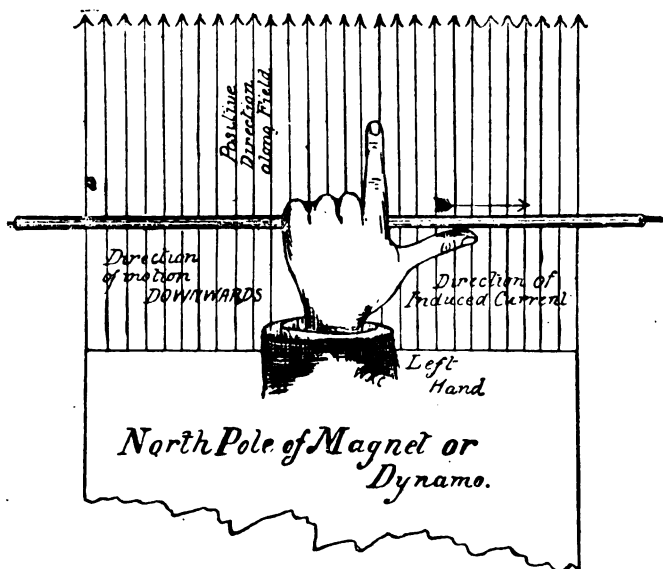 Positive
Direction
along Field
Direction
of motion
DOWNWARDS
Direction of
Induced Current
Left
Hand
North Pole of Magnet or
Dynamo.